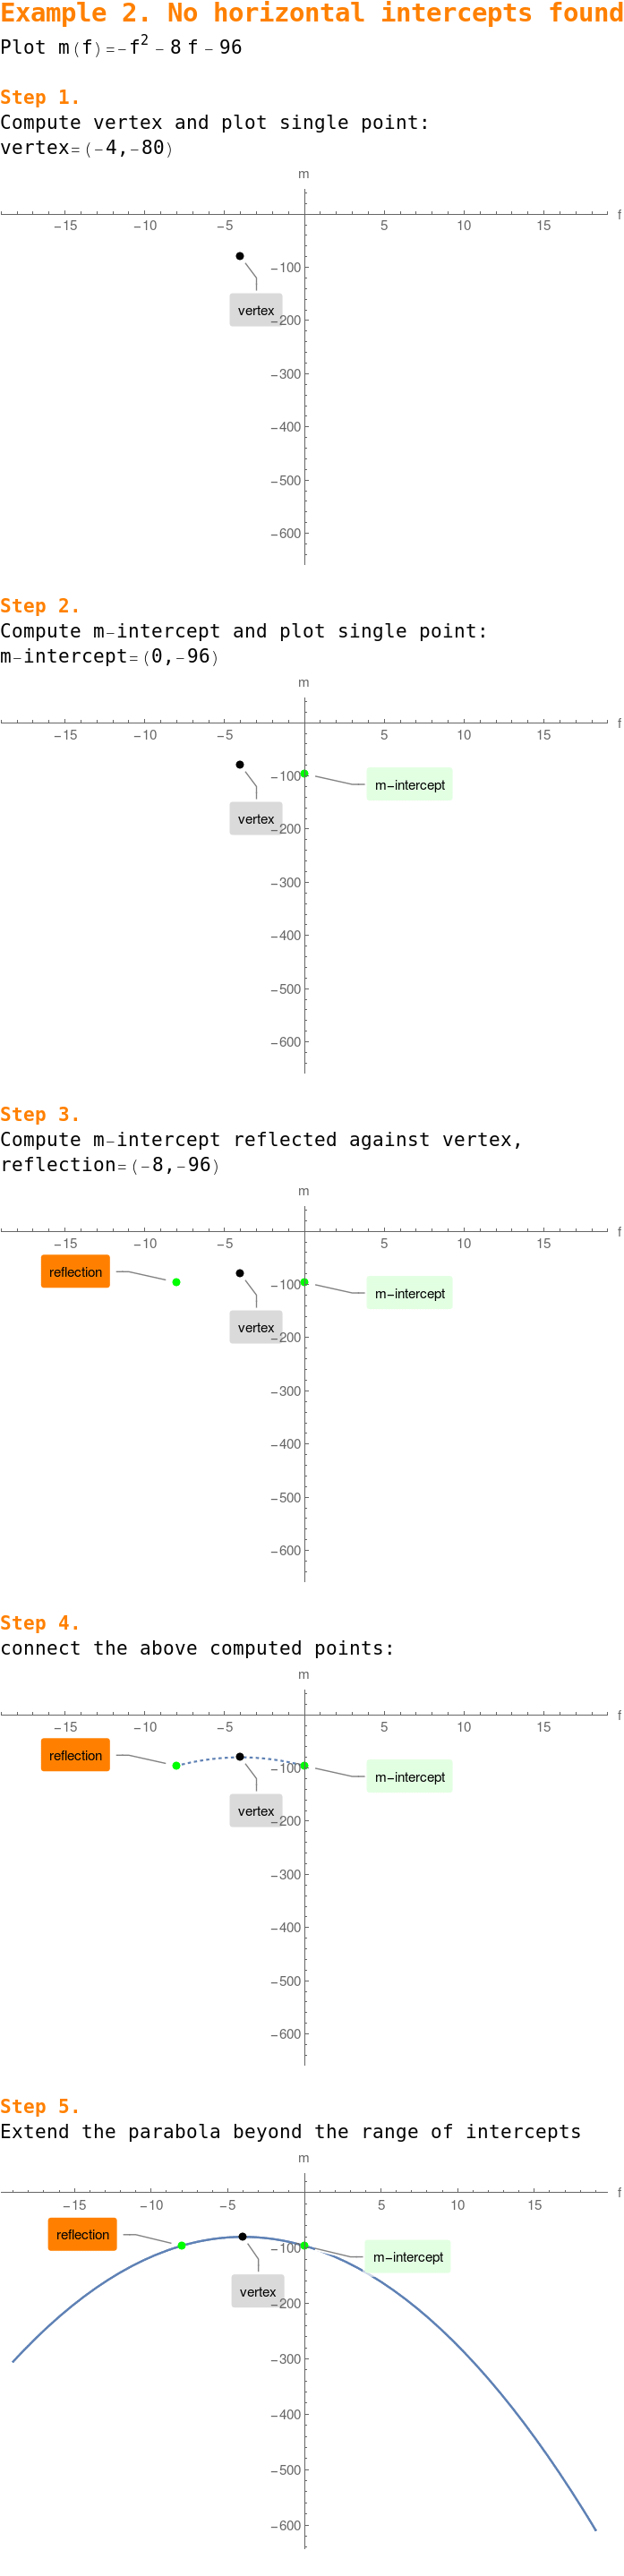 Example 2. No horizontal intercepts found
Plot m(f)=-f² - 8 f - 96
Step 1.
Compute vertex and plot single point:
vertex=(-4,-80)
m
f
-15 -10 -5 5 10 15
-100
vertex
-200
-300
-400
-500
-600
Step 2.
Compute m-intercept and plot single point:
m-intercept=(0,-96)
m
f
-15 -10 -5 5 10 15
-100
m-intercept
vertex
-200
-300
-400
-500
-600
Step 3.
Compute m-intercept reflected against vertex,
reflection=(-8,-96)
m
f
-15 -10 -5 5 10 15
reflection
-100
m-intercept
vertex
-200
-300
-400
-500
-600
Step 4.
connect the above computed points:
m
f
-15 -10 -5 5 10 15
reflection
-100
m-intercept
vertex
-200
-300
-400
-500
-600
Step 5.
Extend the parabola beyond the range of intercepts
m
f
-15 -10 -5 5 10 15
reflection
-100
m-intercept
vertex
-200
-300
-400
-500
-600